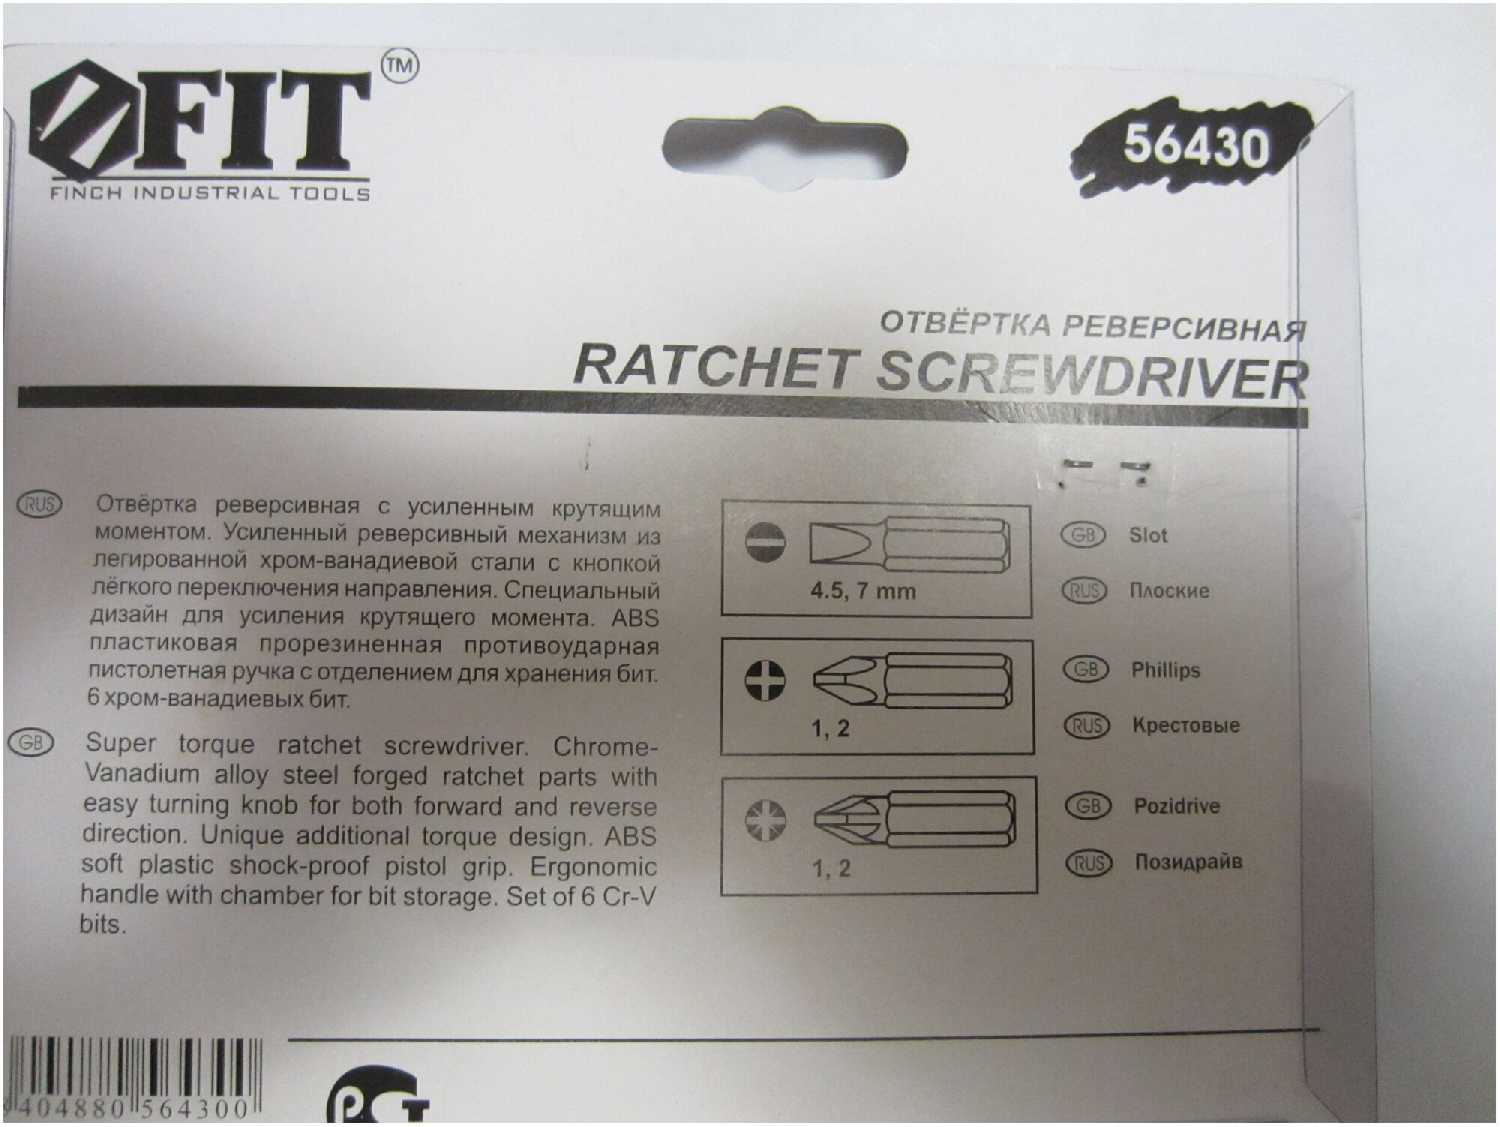 FIT
TM
FINCH INDUSTRIAL TOOLS
56430
ОТВЁРТКА РЕВЕРСИВНАЯ
RATCHET SCREWDRIVER
RUS
Отвёртка реверсивная с усиленным крутящим
моментом. Усиленный реверсивный механизм из
легированной хром-ванадиевой стали с кнопкой
лёгкого переключения направления. Специальный
дизайн для усиления крутящего момента. ABS
пластиковая прорезиненная противоударная
пистолетная ручка с отделением для хранения бит.
6 хром-ванадиевых бит.
GB
Super torque ratchet screwdriver. Chrome-
Vanadium alloy steel forged ratchet parts with
easy turning knob for both forward and reverse
direction. Unique additional torque design. ABS
soft plastic shock-proof pistol grip. Ergonomic
handle with chamber for bit storage. Set of 6 Cr-V
bits.
4.5, 7 mm
GB Slot
RUS Плоские
1, 2
GB Phillips
RUS Крестовые
1, 2
GB Pozidrive
RUS Позидрайв
404880 564300